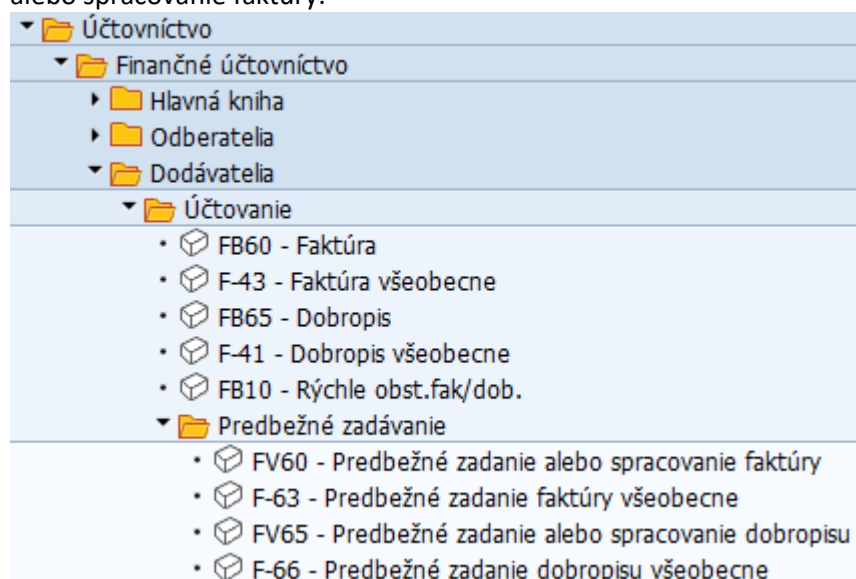 alebo spracovanie faktúry.
Účtovníctvo
Finančné účtovníctvo
Hlavná kniha
Odberatelia
Dodávatelia
Účtovanie
FB60 - Faktúra
F-43 - Faktúra všeobecne
FB65 - Dobropis
F-41 - Dobropis všeobecne
FB10 - Rýchle obst.fak/dob.
Predbežné zadávanie
FV60 - Predbežné zadanie alebo spracovanie faktúry
F-63 - Predbežné zadanie faktúry všeobecne
FV65 - Predbežné zadanie alebo spracovanie dobropisu
F-66 - Predbežné zadanie dobropisu všeobecne